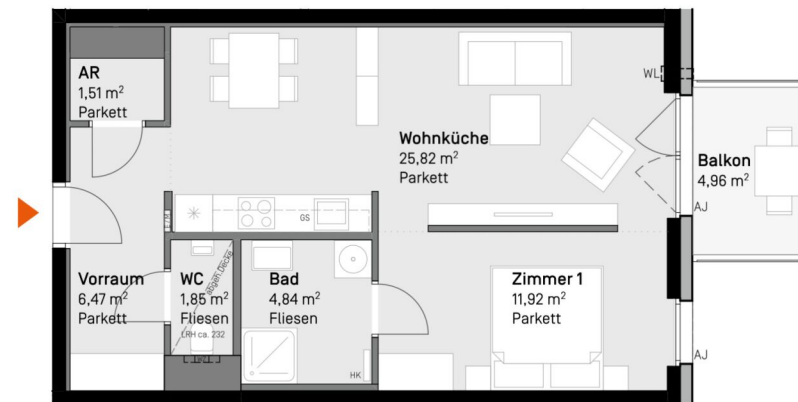 AR
1,51 m²
Parkett
WL
Wohnküche
25,82 m²
Parkett
Balkon
4,96 m²
AJ
GS
Vorraum
6,47 m²
Parkett
WC
1,85 m²
Fliesen
LRH ca. 232
abgeh.Decke
Bad
4,84 m²
Fliesen
HK
Zimmer 1
11,92 m²
Parkett
AJ